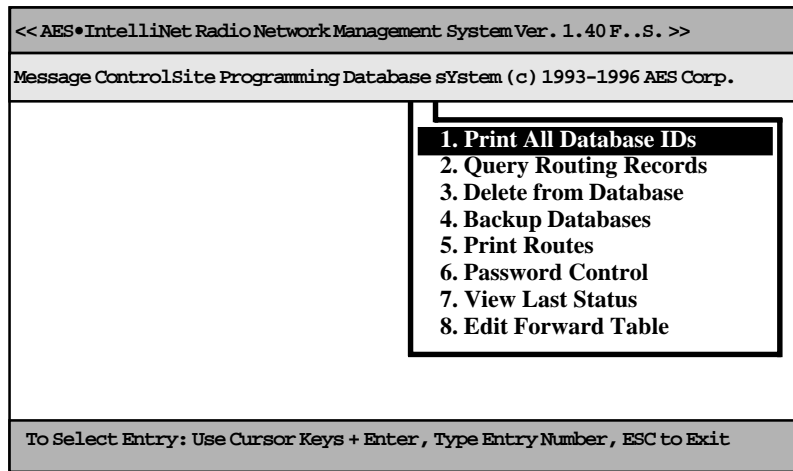 << AES•IntelliNet Radio Network Management System Ver. 1.40 F..S. >>
Message Control Site Programming Database sYstem (c) 1993-1996 AES Corp.
1. Print All Database IDs
2. Query Routing Records
3. Delete from Database
4. Backup Databases
5. Print Routes
6. Password Control
7. View Last Status
8. Edit Forward Table
To Select Entry: Use Cursor Keys + Enter, Type Entry Number, ESC to Exit